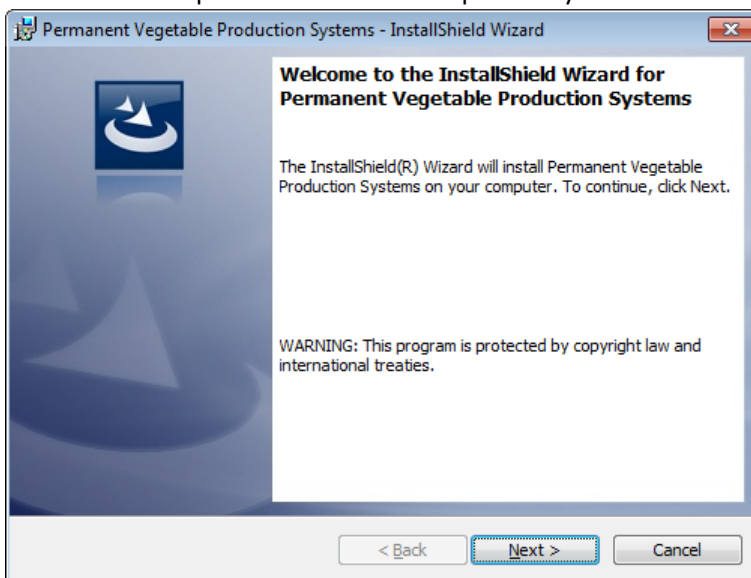 Permanent Vegetable Production Systems - InstallShield Wizard
Welcome to the InstallShield Wizard for
Permanent Vegetable Production Systems
The InstallShield(R) Wizard will install Permanent Vegetable
Production Systems on your computer. To continue, click Next.
WARNING: This program is protected by copyright law and
international treaties.
< Back
Next >
Cancel